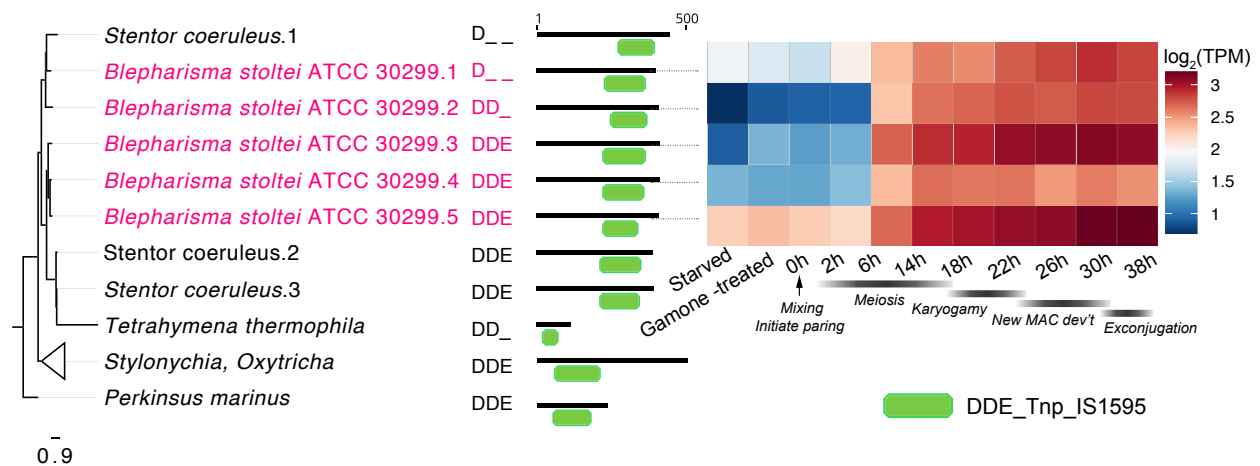 1 500
Stentor coeruleus.1 D_ _
Blepharisma stoltei ATCC 30299.1 D_ _
Blepharisma stoltei ATCC 30299.2 DD_
Blepharisma stoltei ATCC 30299.3 DDE
Blepharisma stoltei ATCC 30299.4 DDE
Blepharisma stoltei ATCC 30299.5 DDE
Stentor coeruleus.2 DDE
Stentor coeruleus.3 DDE
Tetrahymena thermophila DD_
Stylonychia, Oxytricha DDE
Perkinsus marinus DDE
0.9
log2(TPM)
3
2.5
2
1.5
1
Starved Gamone -treated 0h 2h 6h 14h 18h 22h 26h 30h 38h
Mixing
Initiate paring
Meiosis
Karyogamy
New MAC dev't
Exconjugation
DDE_Tnp_IS1595